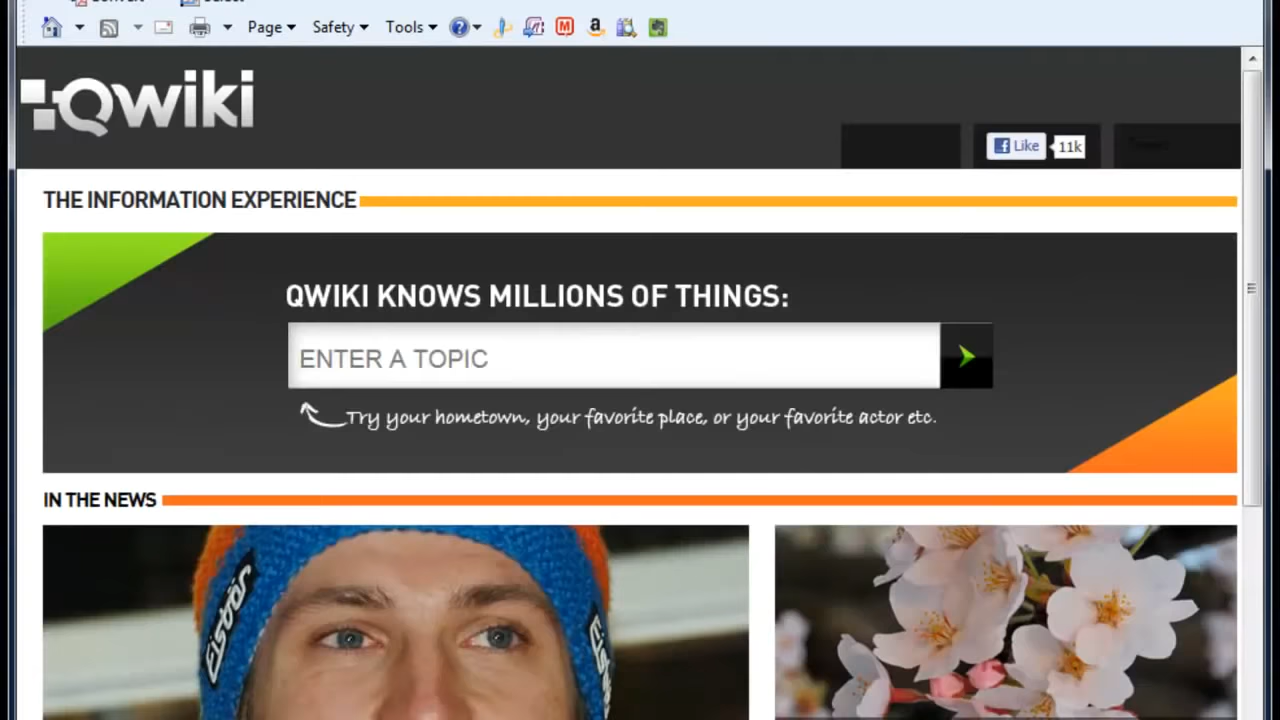 Page Safety Tools
Qwiki
Like 11k
THE INFORMATION EXPERIENCE
QWIKI KNOWS MILLIONS OF THINGS:
ENTER A TOPIC
Try your hometown, your favorite place, or your favorite actor etc.
IN THE NEWS
Eisbär